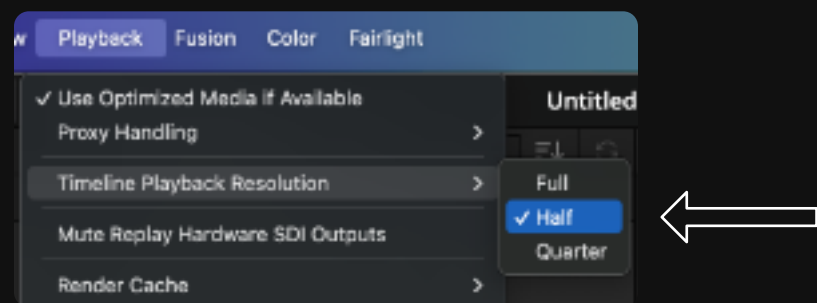 w Playback Fusion Color Fairlight
✓ Use Optimized Media if Available
Untitled
Proxy Handling
Timeline Playback Resolution
Full
✓ Half
Mute Replay Hardware SDI Outputs
Quarter
Render Cache